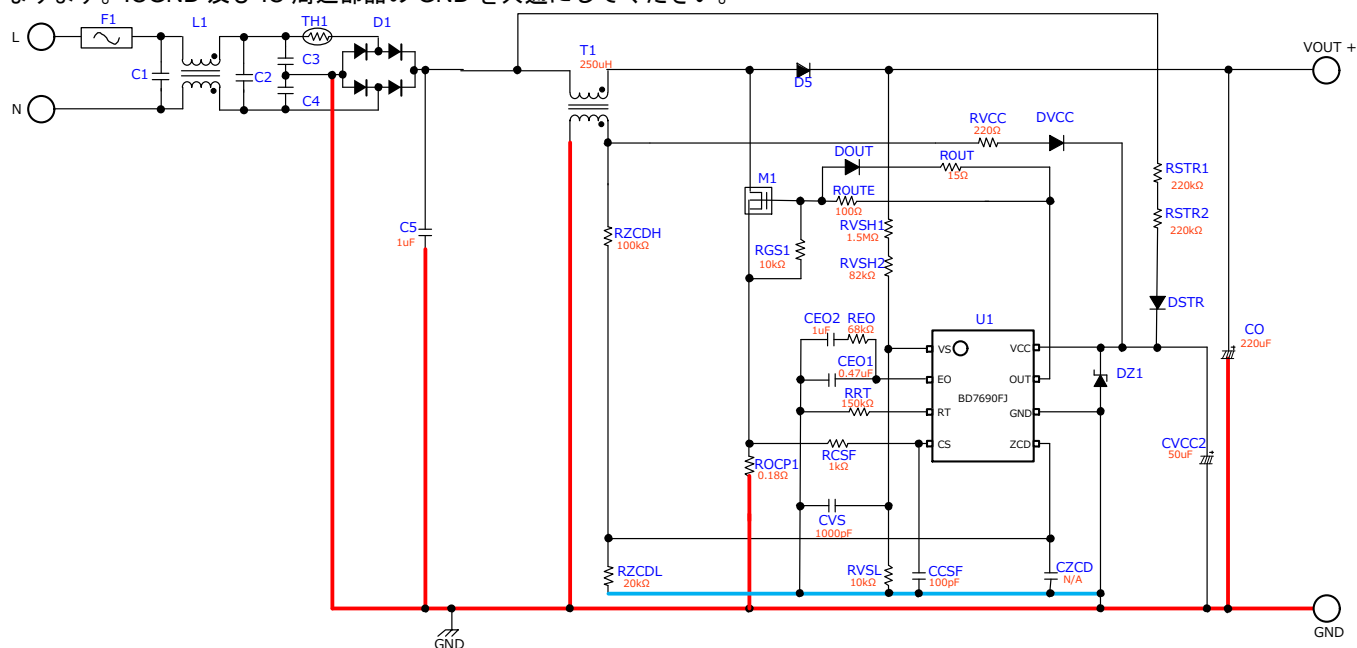 ます。ICGND 及び IC 周辺部品の GND を共通にしてください。
F1
L
L1
TH1
D1
C1
C2
C3
C4
N
T1
250uH
D5
VOUT +
RVCC
220Ω
DVCC
DOUT
ROUT
15Ω
M1
ROUTE
100Ω
RSTR1
220kΩ
RSTR2
220kΩ
C5
1uF
RZCDH
100kΩ
RGS1
10kΩ
RVSH1
1.5MΩ
RVSH2
82kΩ
DSTR
CEO2
1uF
REO
68kΩ
U1
CO
220uF
VS
VCC
CEO1
0.47uF
EO
OUT
DZ1
BD7690FJ
RRT
150kΩ
RT
GND
CS
ZCD
CVCC2
50uF
ROCP1
0.18Ω
RCSF
1kΩ
CVS
1000pF
RZCDL
20kΩ
RVSL
10kΩ
CCSF
100pF
CZCD
N/A
GND
GND